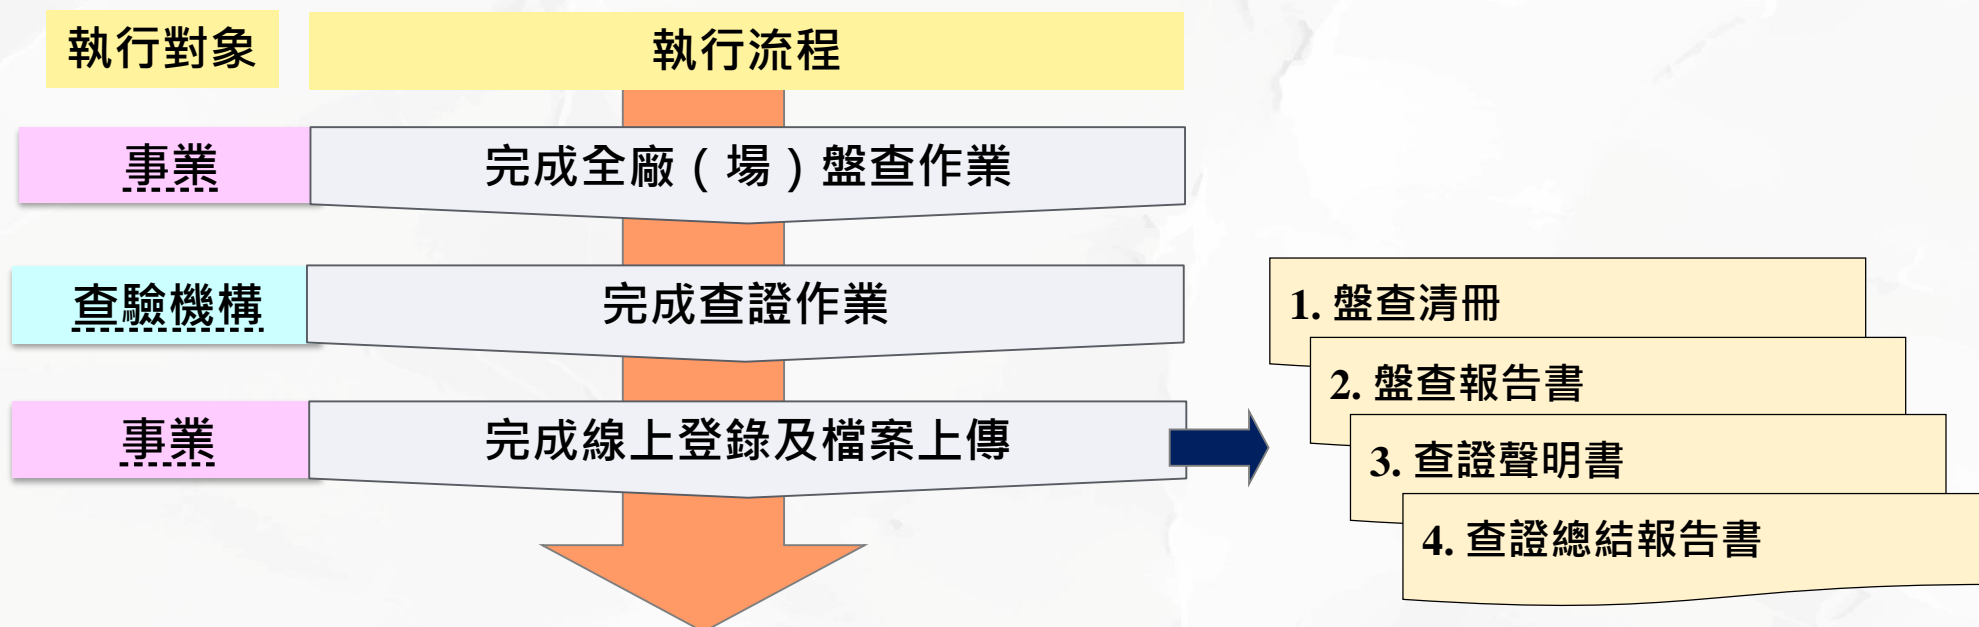 執行對象
執行流程
事業
完成全廠（場）盤查作業
查驗機構
完成查證作業
事業
完成線上登錄及檔案上傳
1. 盤查清冊
2. 盤查報告書
3. 查證聲明書
4. 查證總結報告書